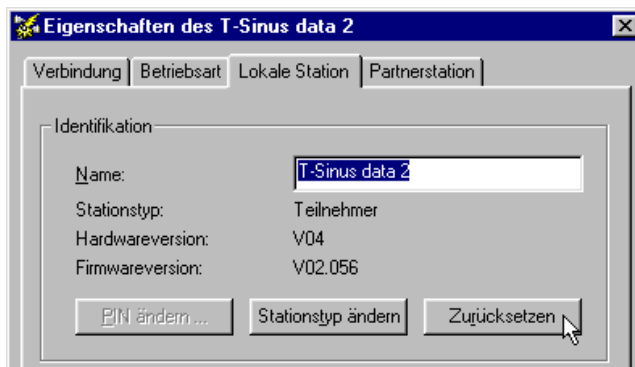 Eigenschaften des T-Sinus data 2
Verbindung Betriebsart Lokale Station Partnerstation
Identifikation
Name: T-Sinus data 2
Stationstyp: Teilnehmer
Hardwareversion: V04
Firmwareversion: V02.056
PIN ändern ... Stationstyp ändern Zurücksetzen